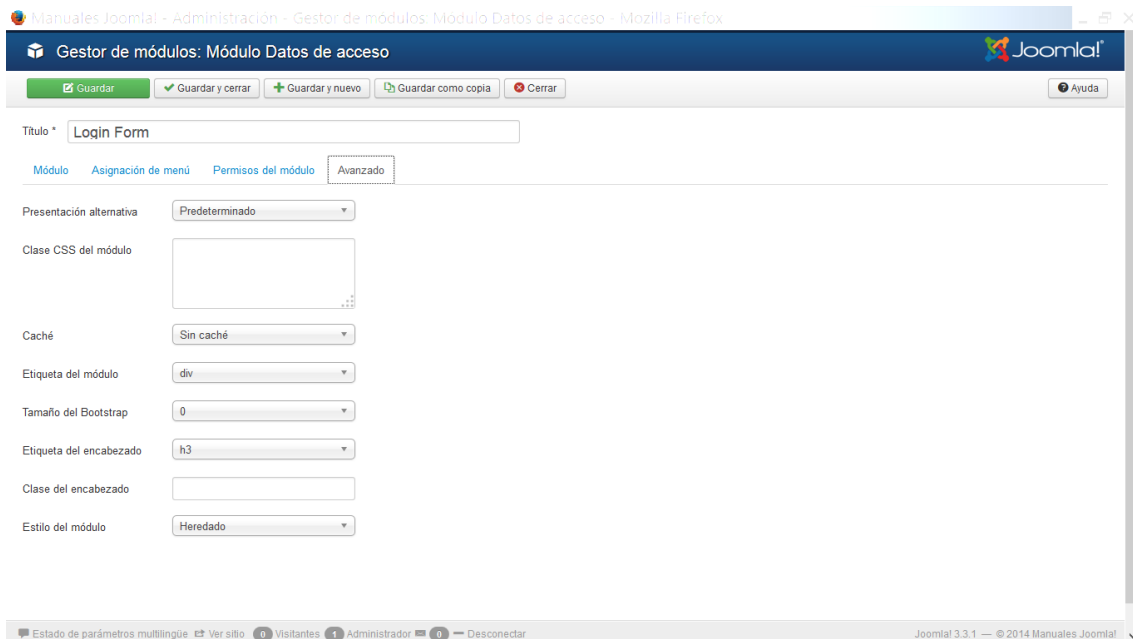 Manuales Joomla! - Administración - Gestor de módulos: Módulo Datos de acceso - Mozilla Firefox
Gestor de módulos: Módulo Datos de acceso Joomla!®
Guardar Guardar y cerrar Guardar y nuevo Guardar como copia Cerrar Ayuda
Título * Login Form
Módulo Asignación de menú Permisos del módulo Avanzado
Presentación alternativa Predeterminado
Clase CSS del módulo
Caché Sin caché
Etiqueta del módulo div
Tamaño del Bootstrap 0
Etiqueta del encabezado h3
Clase del encabezado
Estilo del módulo Heredado
Estado de parámetros multilingüe Ver sitio 0 Visitantes 1 Administrador 0 Desconectar Joomla! 3.3.1 — © 2014 Manuales Joomla!